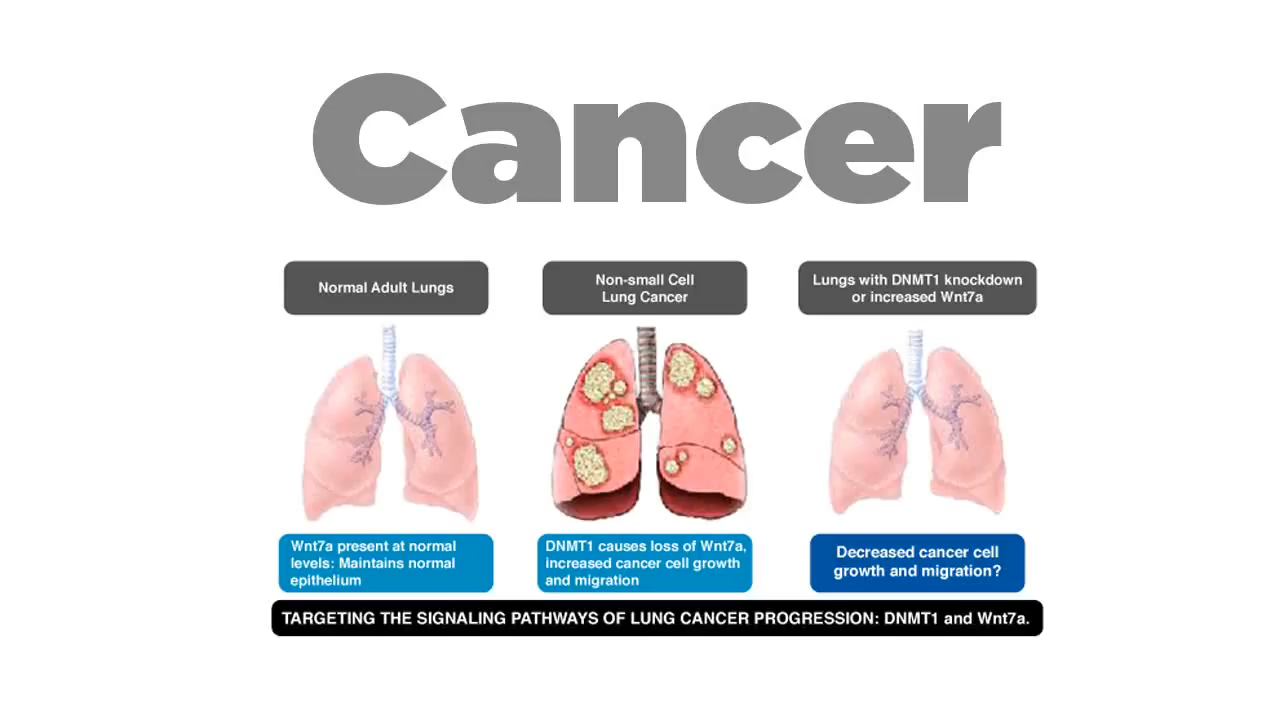 Cancer
Normal Adult Lungs
Non-small Cell
Lung Cancer
Lungs with DNMT1 knockdown
or increased Wnt7a
Wnt7a present at normal
levels: Maintains normal
epithelium
DNMT1 causes loss of Wnt7a,
increased cancer cell growth
and migration
Decreased cancer cell
growth and migration?
TARGETING THE SIGNALING PATHWAYS OF LUNG CANCER PROGRESSION: DNMT1 and Wnt7a.